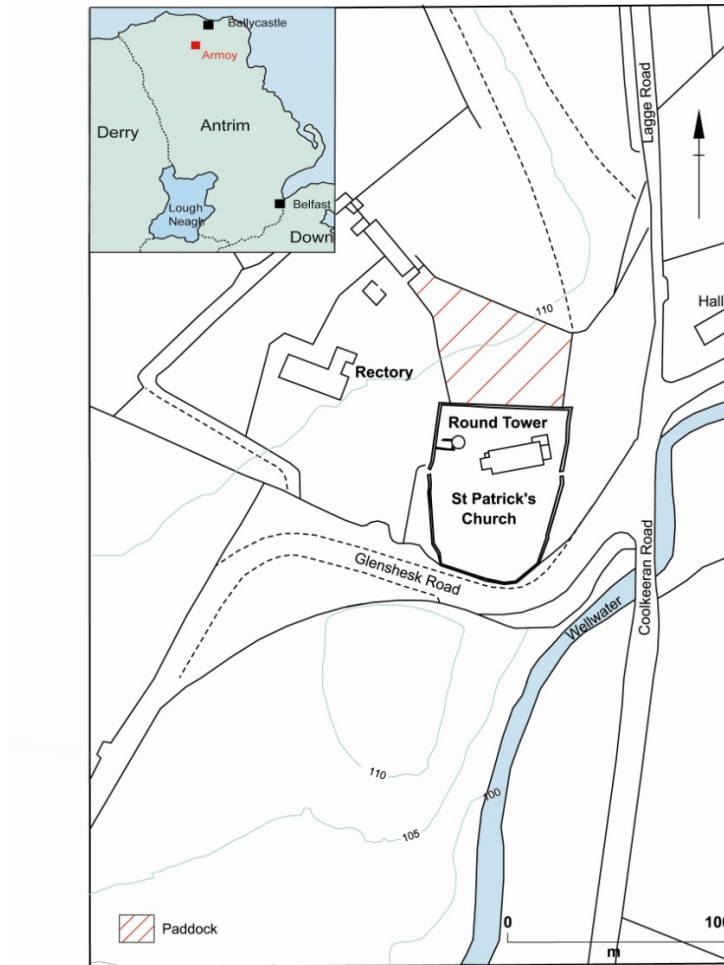 Ballycastle
Armoy
Derry
Antrim
Lough
Neagh
Belfast
Down
Lagge Road
110
Hall
Rectory
Round Tower
St Patrick's
Church
Glenshesk Road
Wellwater
Coolkeeran Road
110
100
105
Paddock
0
100
m